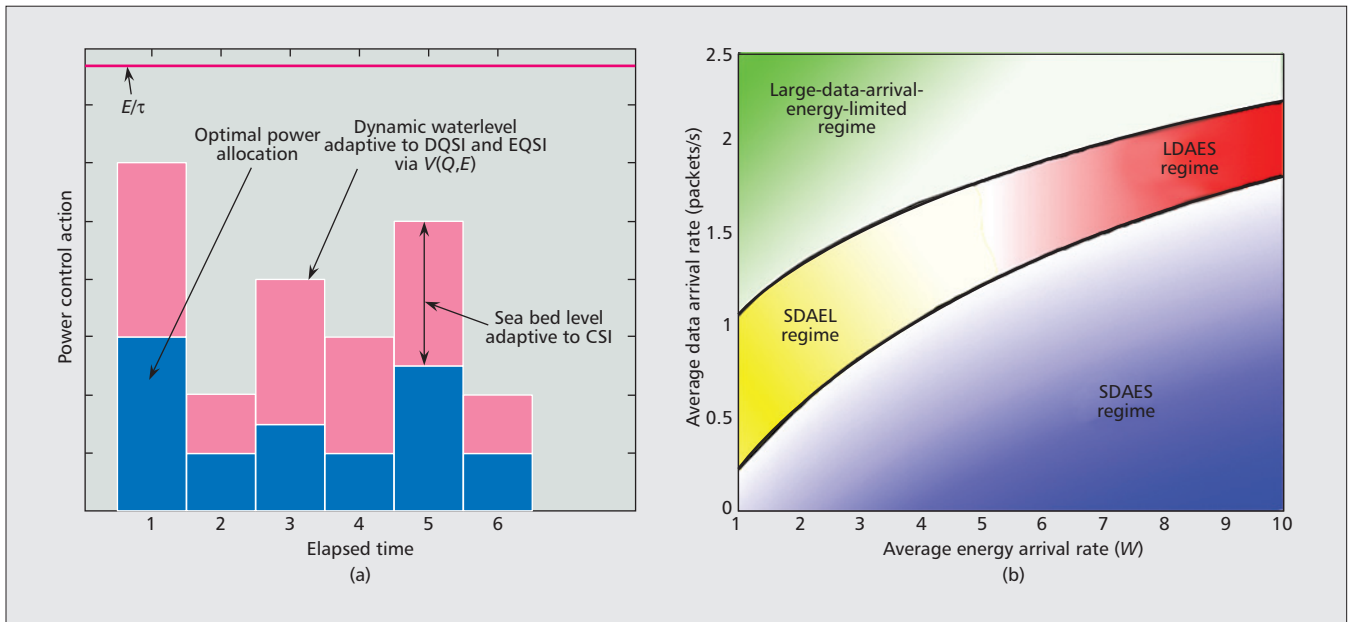 E/τ
Optimal power
allocation
Dynamic waterlevel
adaptive to DQSI and EQSI
via V(Q,E)
Sea bed level
adaptive to CSI
Power control action
1 2 3 4 5 6
Elapsed time
(a)
2.5
2
1.5
1
0.5
0
Average data arrival rate (packets/s)
Large-data-arrival-
energy-limited
regime
LDAES
regime
SDAEL
regime
SDAES
regime
1 2 3 4 5 6 7 8 9 10
Average energy arrival rate (W)
(b)